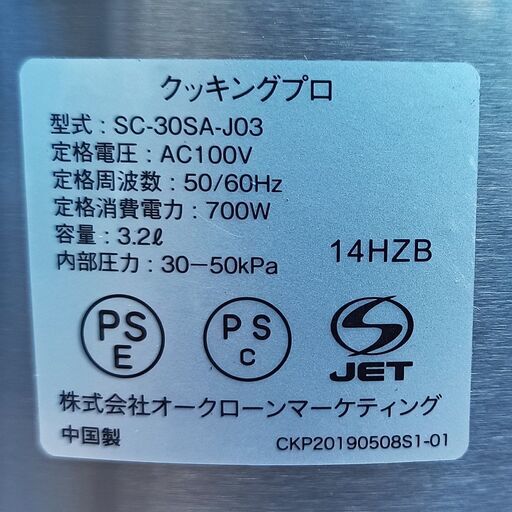 クッキングプロ
型式 : SC-30SA-J03
定格電圧 : AC100V
定格周波数 : 50/60Hz
定格消費電力 : 700W
容量 : 3.2ℓ
内部圧力 : 30－50kPa
14HZB
PS
E
PS
C
S
JET
株式会社オークローンマーケティング
中国製
CKP20190508S1-01